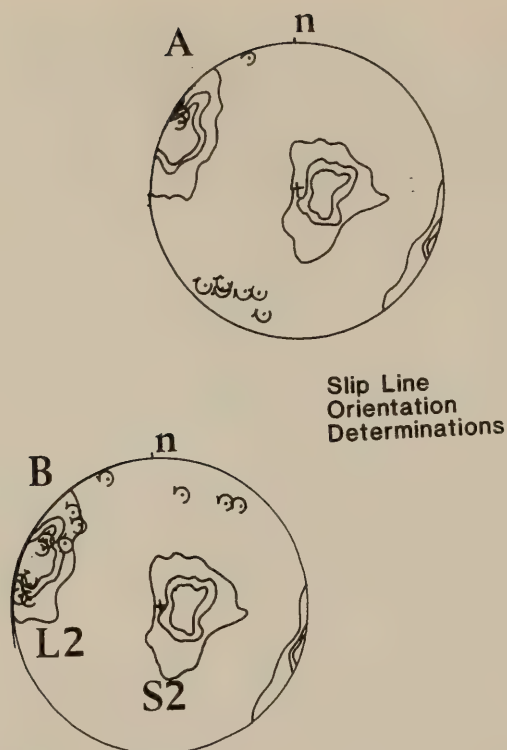 n
A
Slip Line
Orientation
Determinations
n
B
L2
S2